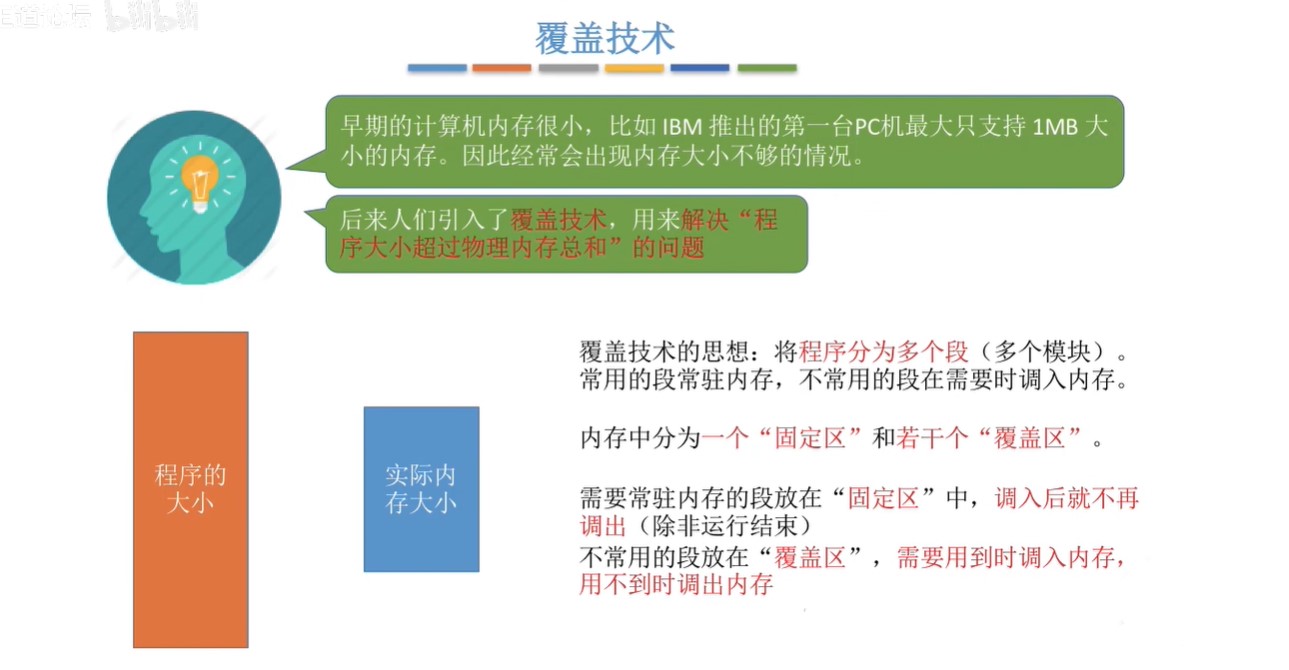 bilibili
覆盖技术
早期的计算机内存很小，比如 IBM 推出的第一台PC机最大只支持 1MB 大
小的内存。因此经常会出现内存大小不够的情况。
后来人们引入了覆盖技术，用来解决“程
序大小超过物理内存总和”的问题
覆盖技术的思想：将程序分为多个段（多个模块）。
常用的段常驻内存，不常用的段在需要时调入内存。
内存中分为一个“固定区”和若干个“覆盖区”。
需要常驻内存的段放在“固定区”中，调入后就不再
调出（除非运行结束）
不常用的段放在“覆盖区”，需要用到时调入内存，
用不到时调出内存
程序的
大小
实际内
存大小